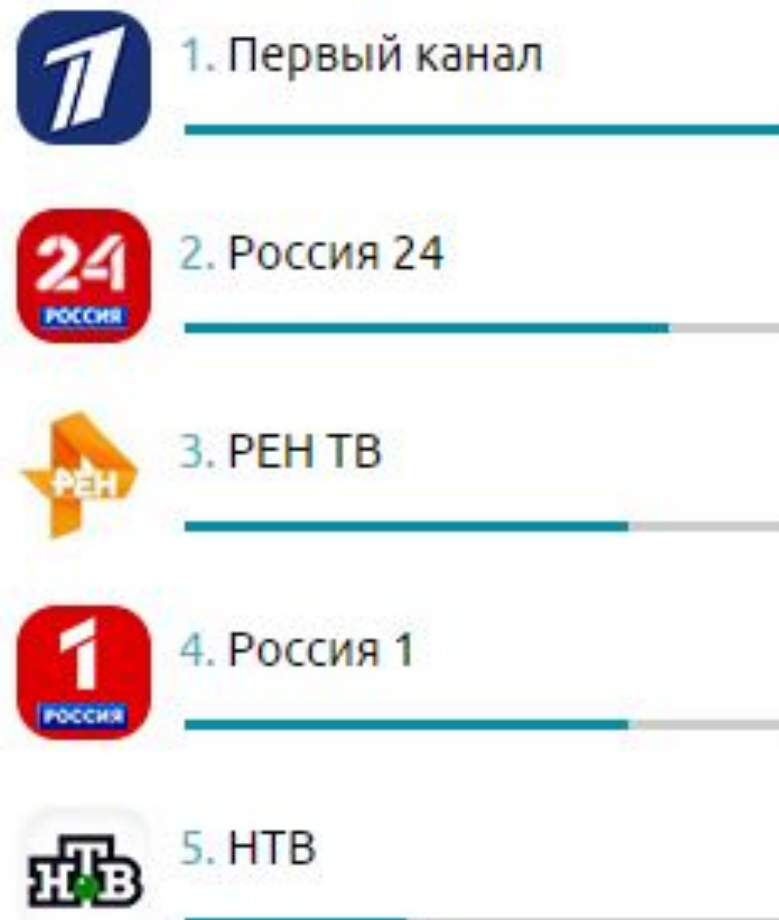 1. Первый канал
24
РОССИЯ
2. Россия 24
РЕН
3. РЕН ТВ
1
РОССИЯ
4. Россия 1
НТВ
5. НТВ